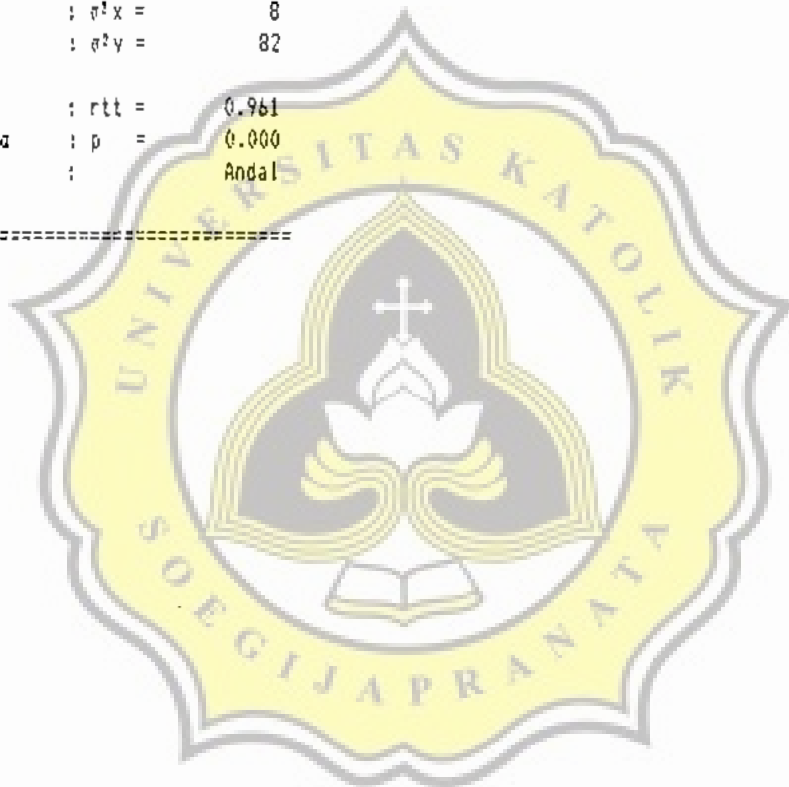 : σ²x = 8
: σ²y = 82
: rtt = 0.961
a : p = 0.000
: Andal
==============================
UNIVERSITAS KATOLIK
SOEGIJAPRANATA